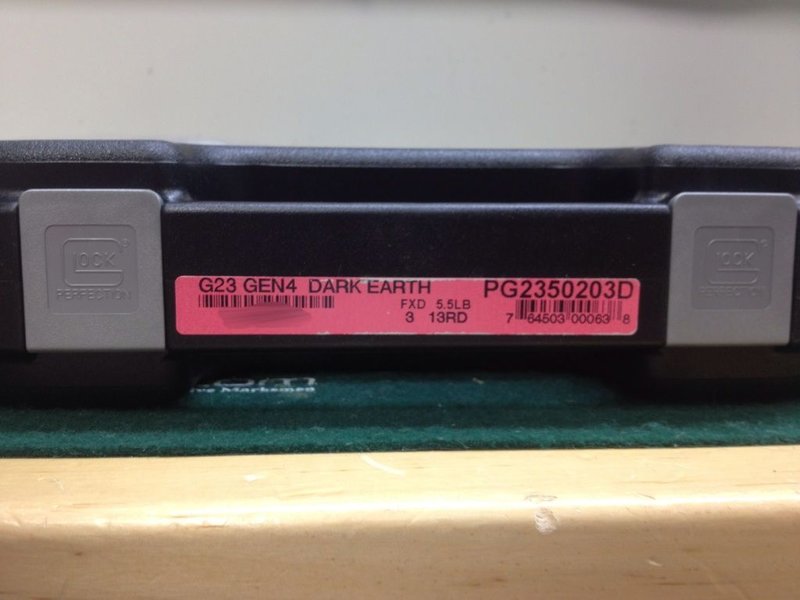 GLOCK
PERFECTION
G23 GEN4 DARK EARTH
FXD 5.5LB
3 13RD
PG2350203D
7 64503 00063 8
GLOCK
PERFECTION